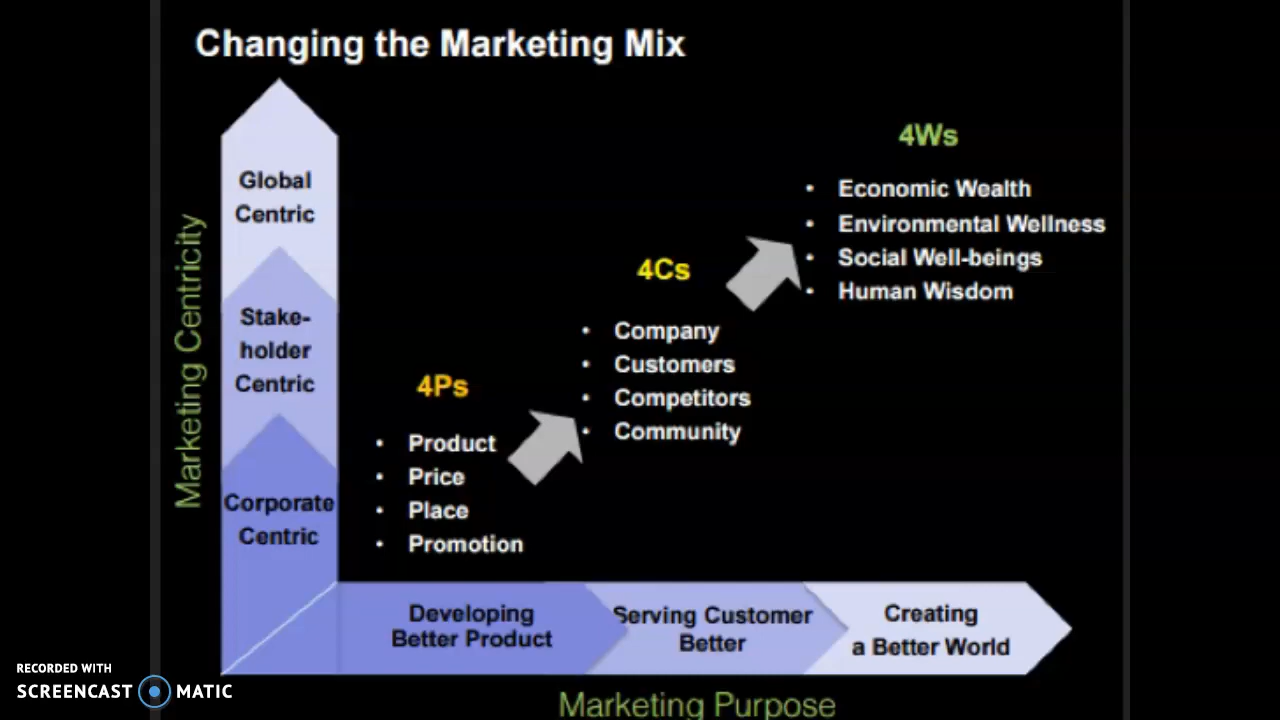 Changing the Marketing Mix
Marketing Centricity
Global
Centric
Stake-
holder
Centric
Corporate
Centric
4Ps
• Product
• Price
• Place
• Promotion
4Cs
• Company
• Customers
• Competitors
• Community
4Ws
• Economic Wealth
• Environmental Wellness
• Social Well-beings
• Human Wisdom
Developing
Better Product
Serving Customer
Better
Creating
a Better World
Marketing Purpose
RECORDED WITH
SCREENCAST MATIC